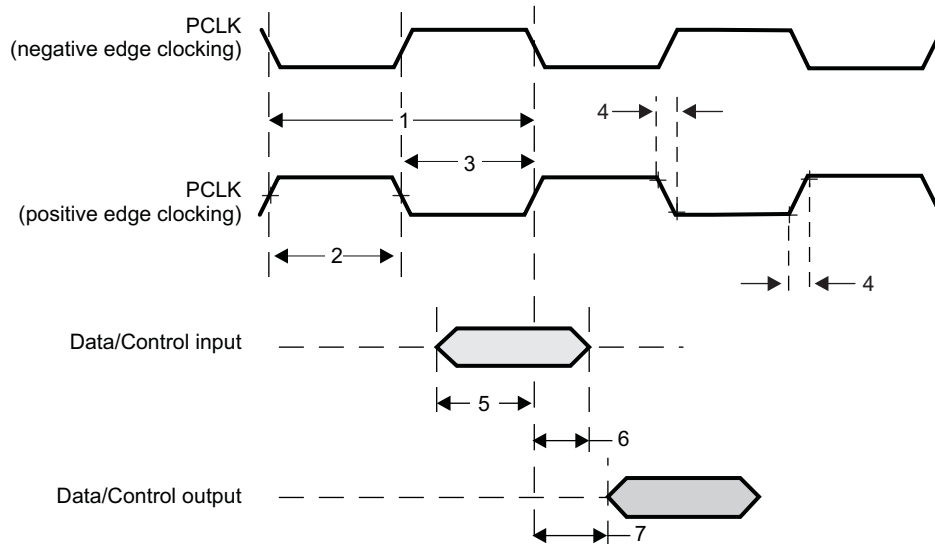 PCLK
(negative edge clocking)
1
4
3
PCLK
(positive edge clocking)
2
4
Data/Control input
5
6
Data/Control output
7